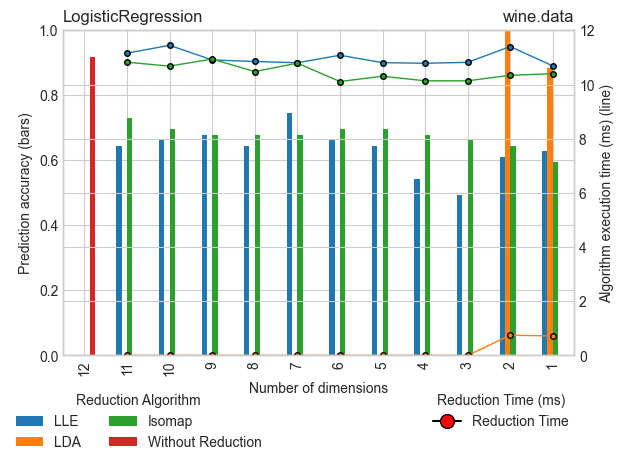 LogisticRegression
wine.data
1.0
0.8
0.6
0.4
0.2
0.0
Prediction accuracy (bars)
12
10
8
6
4
2
0
Algorithm execution time (ms) (line)
12
11
10
9
8
7
6
5
4
3
2
1
Number of dimensions
Reduction Algorithm
LLE
LDA
Isomap
Without Reduction
Reduction Time (ms)
Reduction Time